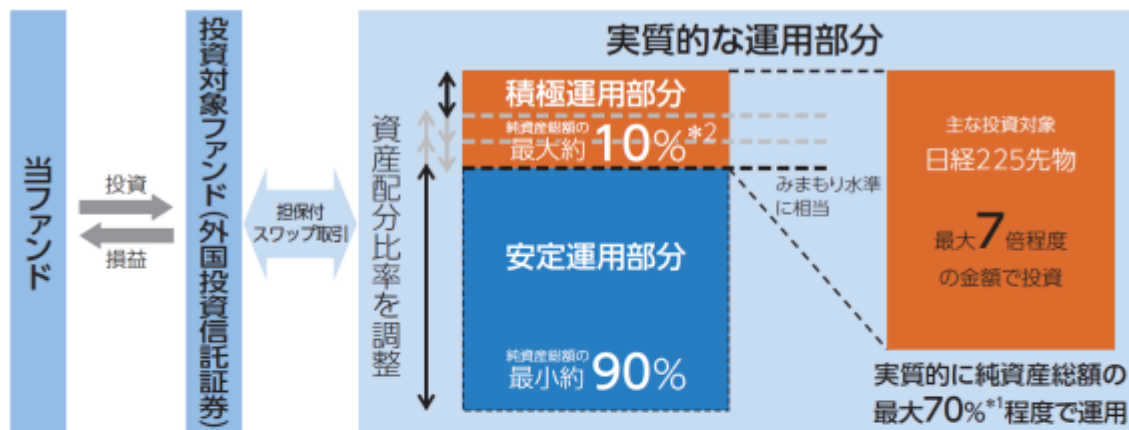 当ファンド
投資
損益
投資対象ファンド(外国投資信託証券)
担保付
スワップ取引
実質的な運用部分
資産配分比率を調整
積極運用部分
純資産総額の
最大約10%*2
みまもり水準
に相当
安定運用部分
純資産総額の
最小約90%
主な投資対象
日経225先物
最大7倍程度
の金額で投資
実質的に純資産総額の
最大70%*1程度で運用